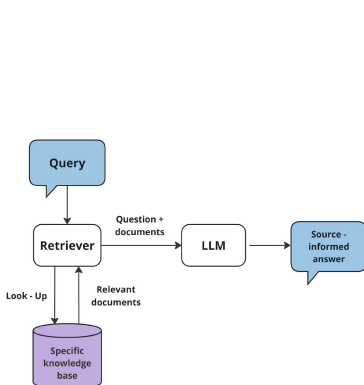 Query
Question +
documents
Retriever
LLM
Source -
informed
answer
Look - Up
Relevant
documents
Specific
knowledge
base